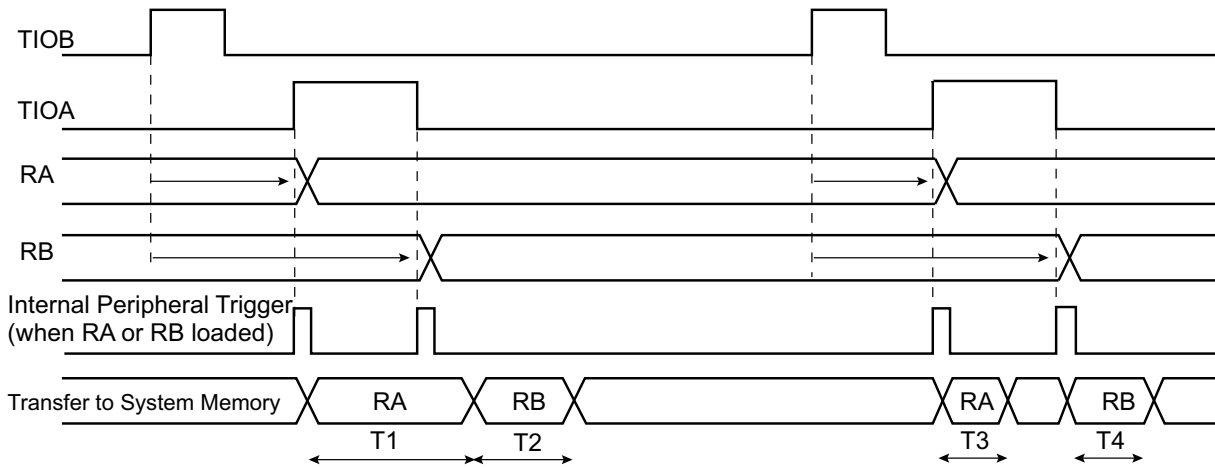 TIOB
TIOA
RA
RB
Internal Peripheral Trigger
(when RA or RB loaded)
Transfer to System Memory RA RB RA RB
T1 T2 T3 T4